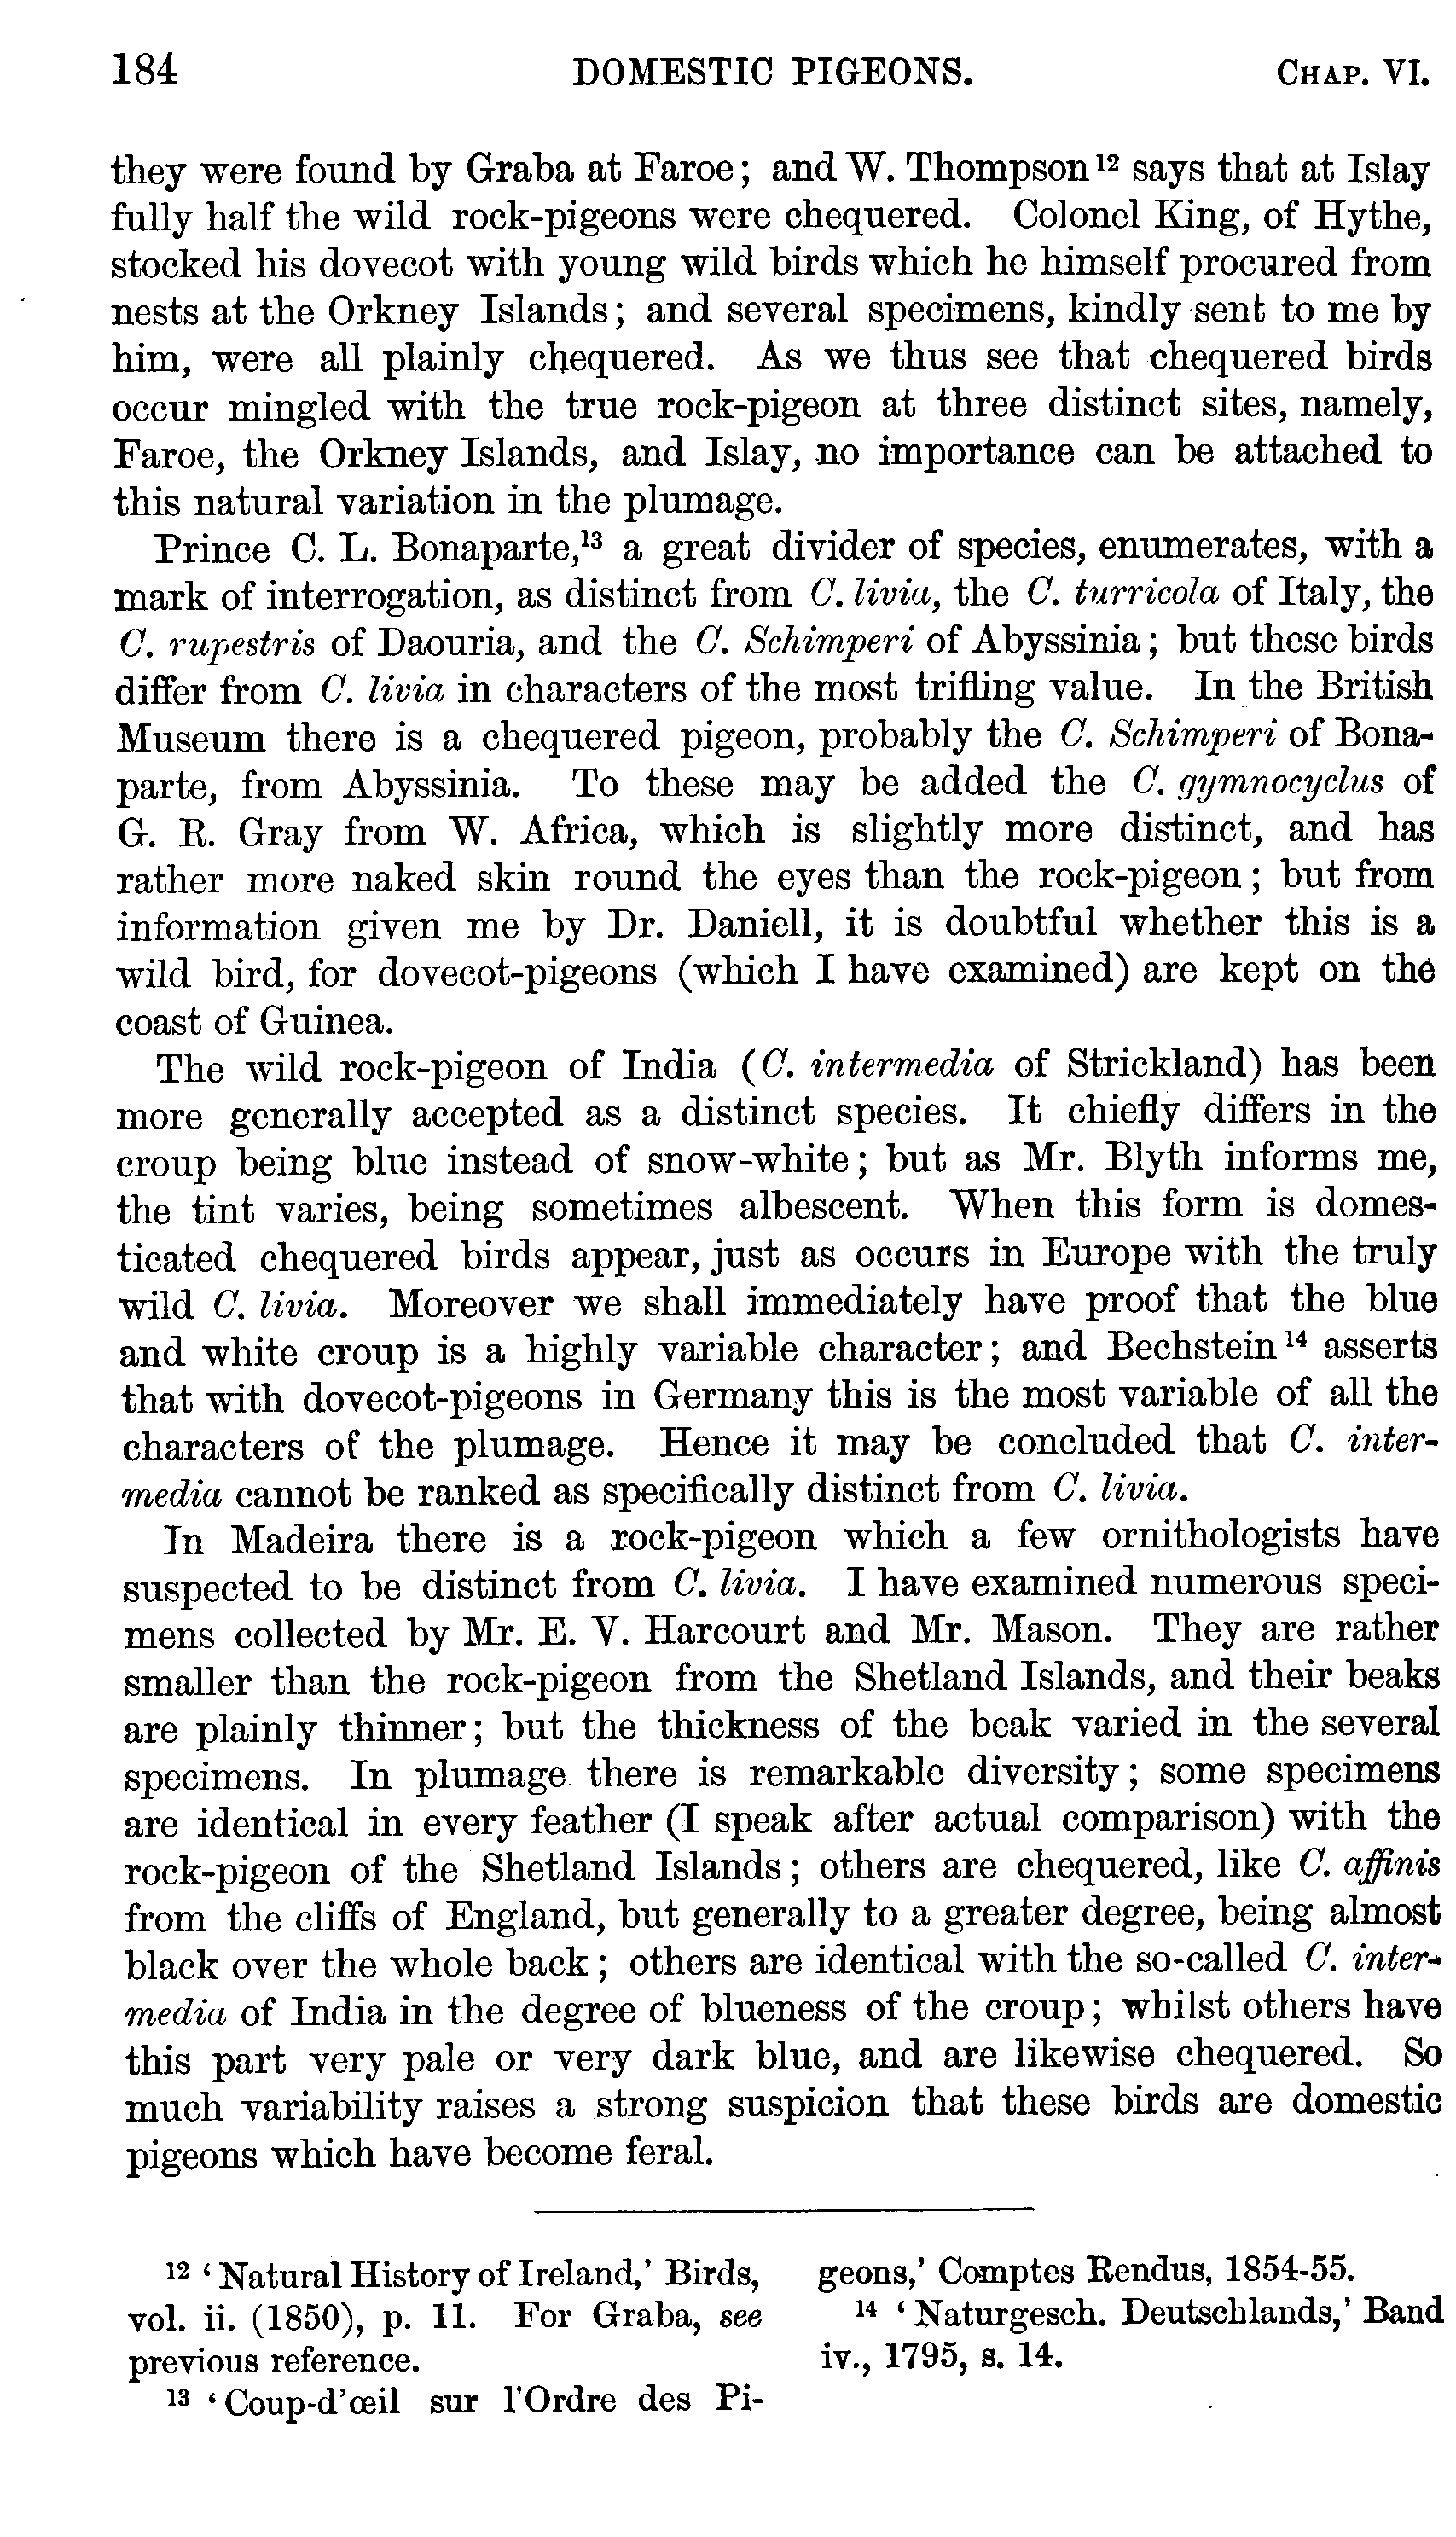 184 DOMESTIC PIGEONS. CHAP. VI.
they were found by Graba at Faroe; and W. Thompson¹² says that at Islay
fully half the wild rock-pigeons were chequered. Colonel King, of Hythe,
stocked his dovecot with young wild birds which he himself procured from
nests at the Orkney Islands; and several specimens, kindly sent to me by
him, were all plainly chequered. As we thus see that chequered birds
occur mingled with the true rock-pigeon at three distinct sites, namely,
Faroe, the Orkney Islands, and Islay, no importance can be attached to
this natural variation in the plumage.
Prince C. L. Bonaparte,¹³ a great divider of species, enumerates, with a
mark of interrogation, as distinct from C. livia, the C. turricola of Italy, the
C. rupestris of Daouria, and the C. Schimperi of Abyssinia; but these birds
differ from C. livia in characters of the most trifling value. In the British
Museum there is a chequered pigeon, probably the C. Schimperi of Bona-
parte, from Abyssinia. To these may be added the C. gymnocyclus of
G. R. Gray from W. Africa, which is slightly more distinct, and has
rather more naked skin round the eyes than the rock-pigeon; but from
information given me by Dr. Daniell, it is doubtful whether this is a
wild bird, for dovecot-pigeons (which I have examined) are kept on the
coast of Guinea.
The wild rock-pigeon of India (C. intermedia of Strickland) has been
more generally accepted as a distinct species. It chiefly differs in the
croup being blue instead of snow-white; but as Mr. Blyth informs me,
the tint varies, being sometimes albescent. When this form is domes-
ticated chequered birds appear, just as occurs in Europe with the truly
wild C. livia. Moreover we shall immediately have proof that the blue
and white croup is a highly variable character; and Bechstein¹⁴ asserts
that with dovecot-pigeons in Germany this is the most variable of all the
characters of the plumage. Hence it may be concluded that C. inter-
media cannot be ranked as specifically distinct from C. livia.
In Madeira there is a rock-pigeon which a few ornithologists have
suspected to be distinct from C. livia. I have examined numerous speci-
mens collected by Mr. E. V. Harcourt and Mr. Mason. They are rather
smaller than the rock-pigeon from the Shetland Islands, and their beaks
are plainly thinner; but the thickness of the beak varied in the several
specimens. In plumage there is remarkable diversity; some specimens
are identical in every feather (I speak after actual comparison) with the
rock-pigeon of the Shetland Islands; others are chequered, like C. affinis
from the cliffs of England, but generally to a greater degree, being almost
black over the whole back; others are identical with the so-called C. inter-
media of India in the degree of blueness of the croup; whilst others have
this part very pale or very dark blue, and are likewise chequered. So
much variability raises a strong suspicion that these birds are domestic
pigeons which have become feral.
¹² ‘Natural History of Ireland,’ Birds,
vol. ii. (1850), p. 11. For Graba, see
previous reference.
¹³ ‘Coup-d’œil sur l’Ordre des Pi-
geons,’ Comptes Rendus, 1854-55.
¹⁴ ‘Naturgesch. Deutschlands,’ Band
iv., 1795, s. 14.